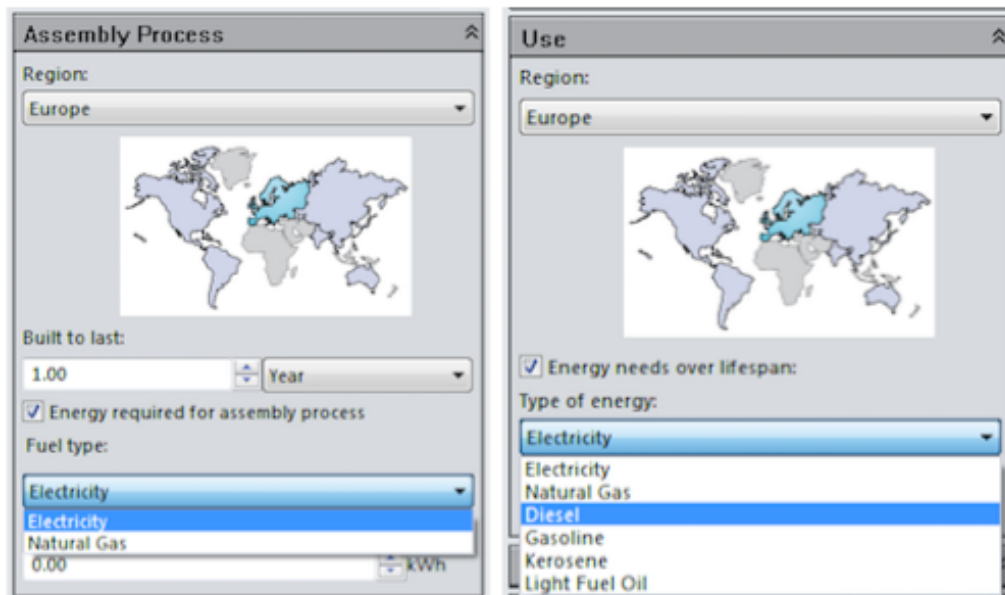 Assembly Process
Region:
Europe
Built to last:
1.00 Year
Energy required for assembly process
Fuel type:
Electricity
Electricity
Natural Gas
0.00 kWh
Use
Region:
Europe
Energy needs over lifespan:
Type of energy:
Electricity
Electricity
Natural Gas
Diesel
Gasoline
Kerosene
Light Fuel Oil